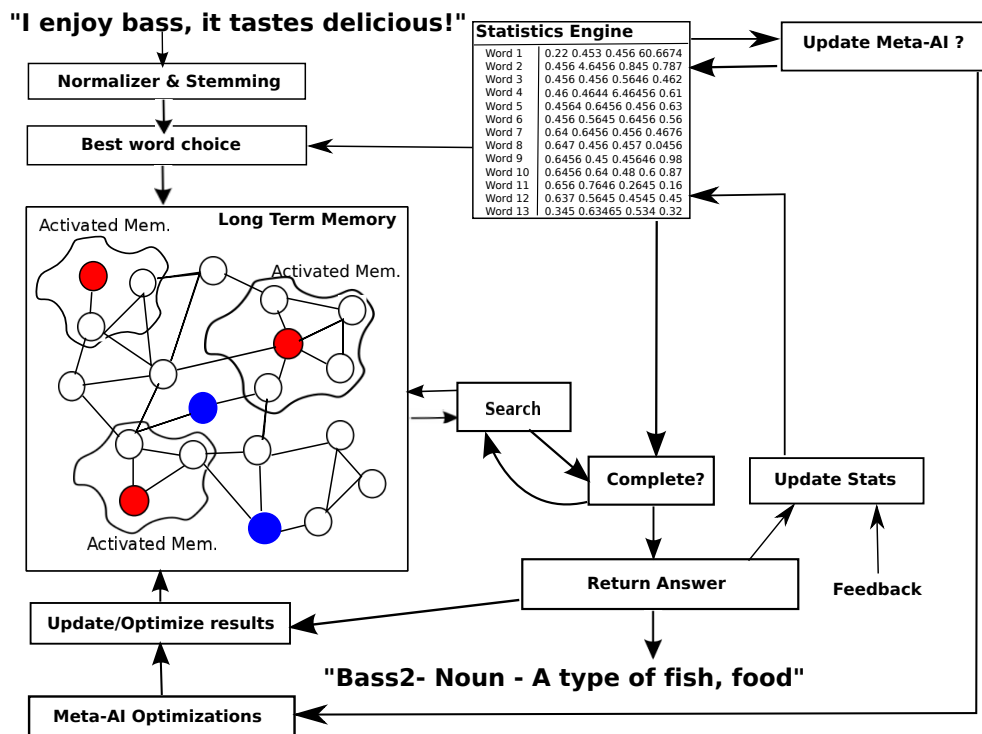 "I enjoy bass, it tastes delicious!"
Normalizer & Stemming
Best word choice
Statistics Engine
Word 1 0.22 0.453 0.456 60.6674
Word 2 0.456 4.6456 0.845 0.787
Word 3 0.456 0.456 0.5646 0.462
Word 4 0.46 0.4644 6.46456 0.61
Word 5 0.4564 0.6456 0.456 0.63
Word 6 0.456 0.5645 0.6456 0.56
Word 7 0.64 0.6456 0.456 0.4676
Word 8 0.647 0.456 0.457 0.0456
Word 9 0.6456 0.45 0.45646 0.98
Word 10 0.6456 0.64 0.48 0.6 0.87
Word 11 0.656 0.7646 0.2645 0.16
Word 12 0.637 0.5645 0.4545 0.45
Word 13 0.345 0.63465 0.534 0.32
Update Meta-AI ?
Long Term Memory
Activated Mem.
Activated Mem.
Activated Mem.
Search
Complete?
Update Stats
Return Answer
Feedback
Update/Optimize results
"Bass2- Noun - A type of fish, food"
Meta-AI Optimizations